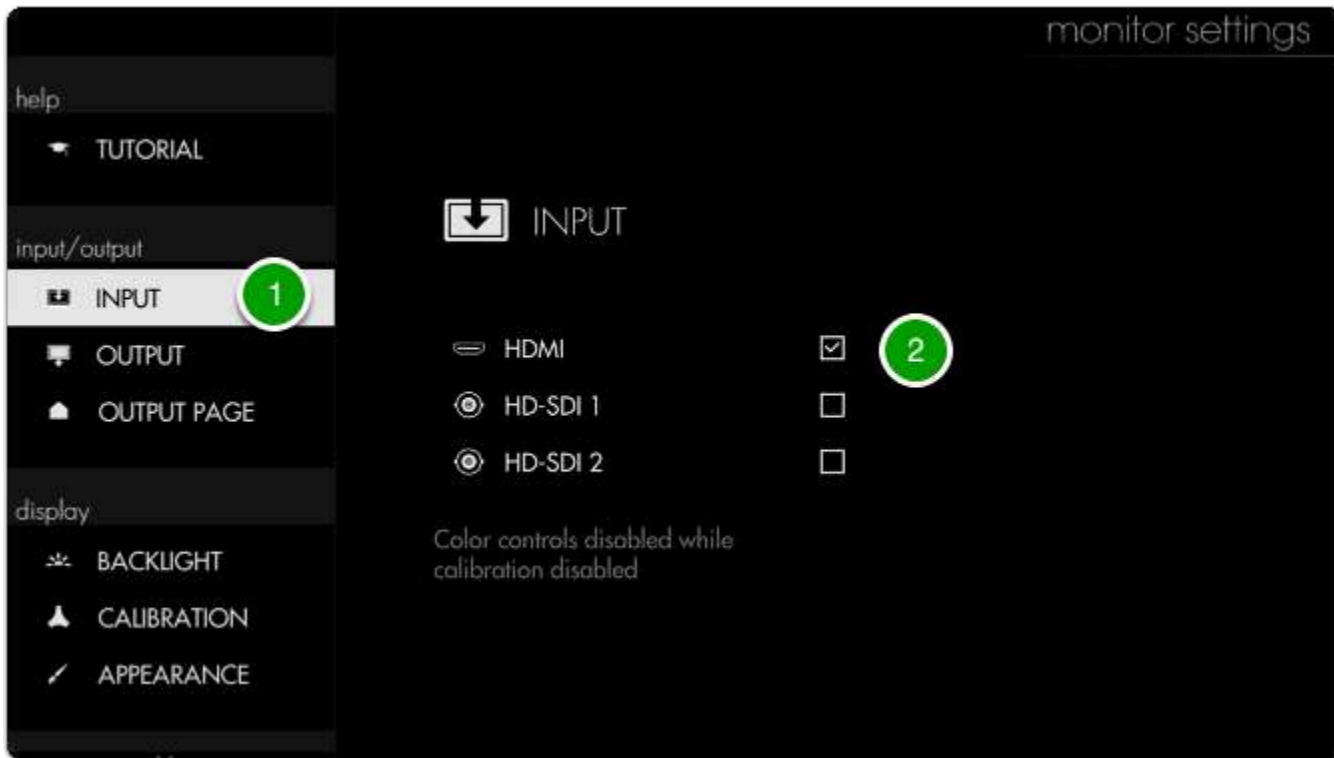 monitor settings
help
TUTORIAL
input/output
INPUT
1
OUTPUT
OUTPUT PAGE
display
BACKLIGHT
CALIBRATION
APPEARANCE
INPUT
HDMI
2
HD-SDI 1
HD-SDI 2
Color controls disabled while
calibration disabled